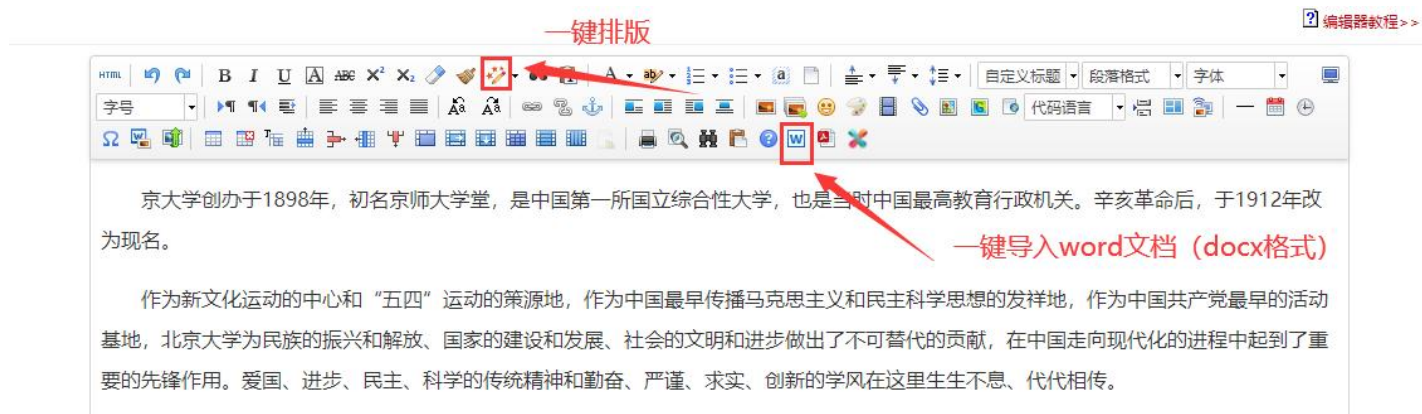 编辑器教程>>
一键排版
HTML B I U A ABC X² X₂ A 自定义标题 段落格式 字体
字号 代码语言
Ω W
京大学创办于1898年，初名京师大学堂，是中国第一所国立综合性大学，也是当时中国最高教育行政机关。辛亥革命后，于1912年改
为现名。
一键导入word文档（docx格式）
作为新文化运动的中心和“五四”运动的策源地，作为中国最早传播马克思主义和民主科学思想的发祥地，作为中国共产党最早的活动
基地，北京大学为民族的振兴和解放、国家的建设和发展、社会的文明和进步做出了不可替代的贡献，在中国走向现代化的进程中起到了重
要的先锋作用。爱国、进步、民主、科学的传统精神和勤奋、严谨、求实、创新的学风在这里生生不息、代代相传。